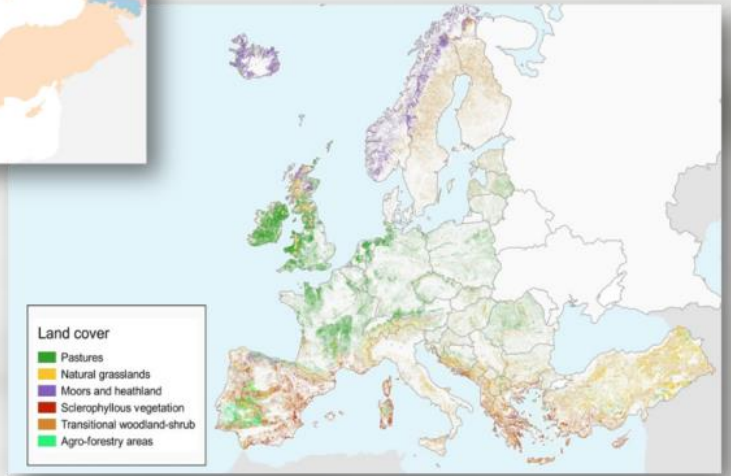 Land cover
Pastures
Natural grasslands
Moors and heathland
Sclerophyllous vegetation
Transitional woodland-shrub
Agro-forestry areas